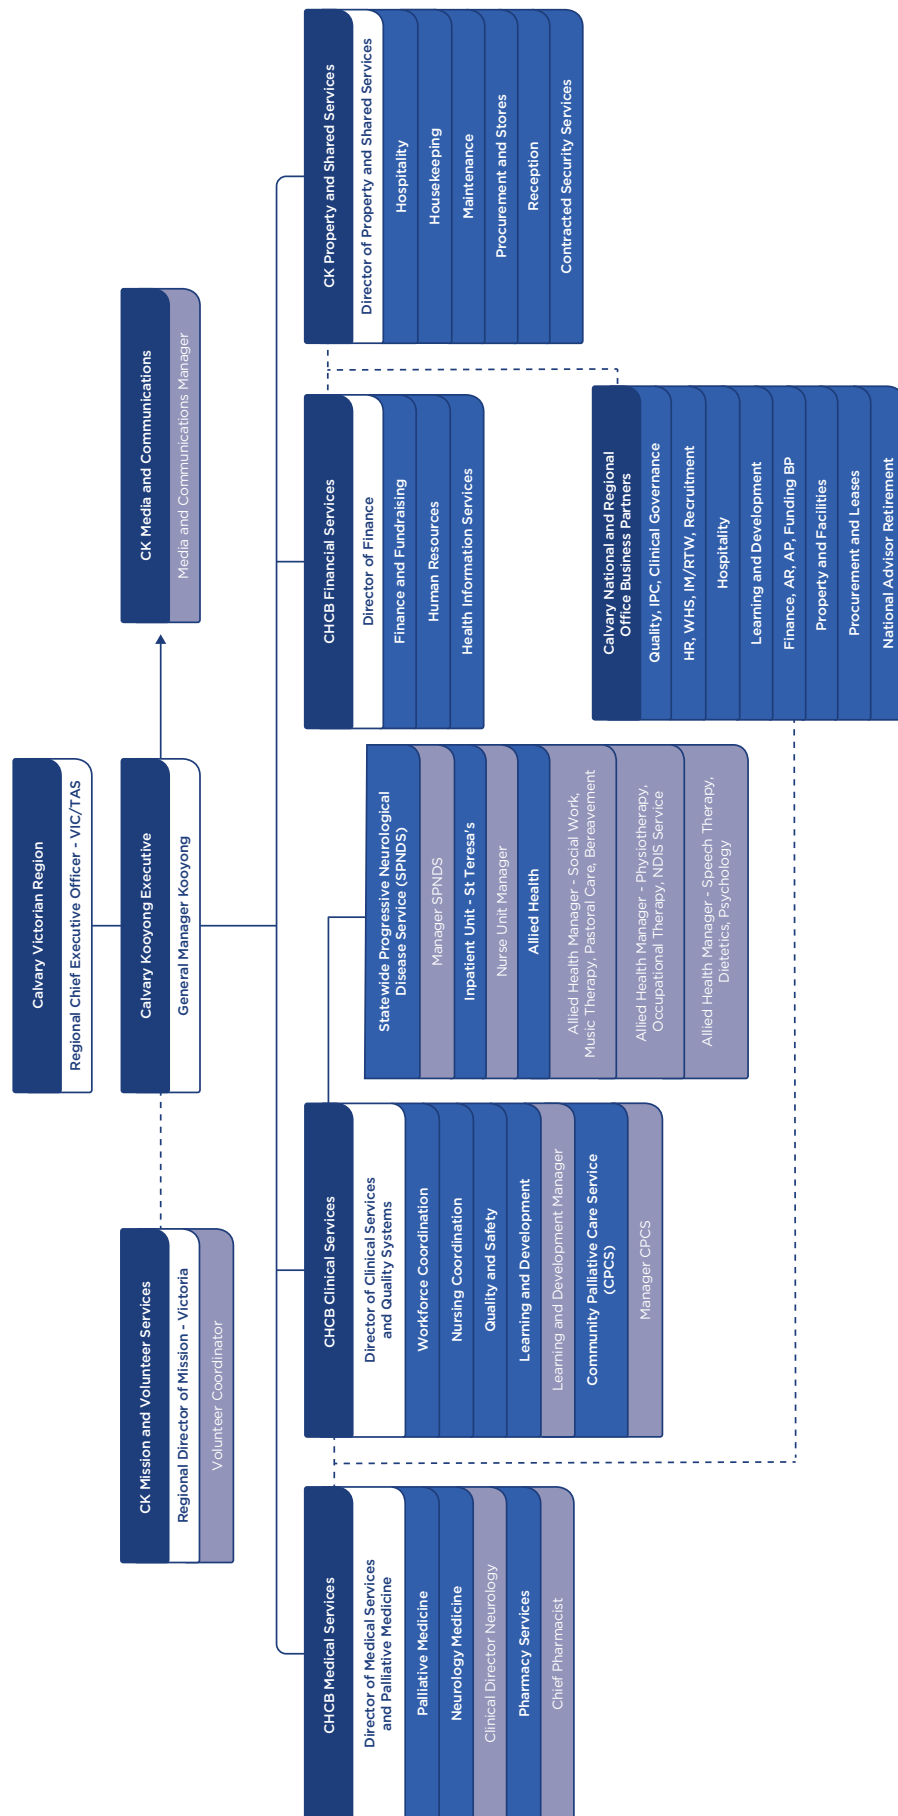 Calvary Victorian Region
Regional Chief Executive Officer - VIC/TAS
CK Mission and Volunteer Services
Regional Director of Mission - Victoria
Volunteer Coordinator
Calvary Kooyong Executive
General Manager Kooyong
CK Media and Communications
Media and Communications Manager
CHCB Medical Services
Director of Medical Services
and Palliative Medicine
Palliative Medicine
Neurology Medicine
Clinical Director Neurology
Pharmacy Services
Chief Pharmacist
CHCB Clinical Services
Director of Clinical Services
and Quality Systems
Workforce Coordination
Nursing Coordination
Quality and Safety
Learning and Development
Learning and Development Manager
Community Palliative Care Service
(CPCS)
Manager CPCS
Statewide Progressive Neurological
Disease Service (SPNDS)
Manager SPNDS
Inpatient Unit - St Teresa's
Nurse Unit Manager
Allied Health
Allied Health Manager - Social Work,
Music Therapy, Pastoral Care, Bereavement
Allied Health Manager - Physiotherapy,
Occupational Therapy, NDIS Service
Allied Health Manager - Speech Therapy,
Dietetics, Psychology
CHCB Financial Services
Director of Finance
Finance and Fundraising
Human Resources
Health Information Services
CK Property and Shared Services
Director of Property and Shared Services
Hospitality
Housekeeping
Maintenance
Procurement and Stores
Reception
Contracted Security Services
Calvary National and Regional
Office Business Partners
Quality, IPC, Clinical Governance
HR, WHS, IM/RTW, Recruitment
Hospitality
Learning and Development
Finance, AR, AP, Funding BP
Property and Facilities
Procurement and Leases
National Advisor Retirement